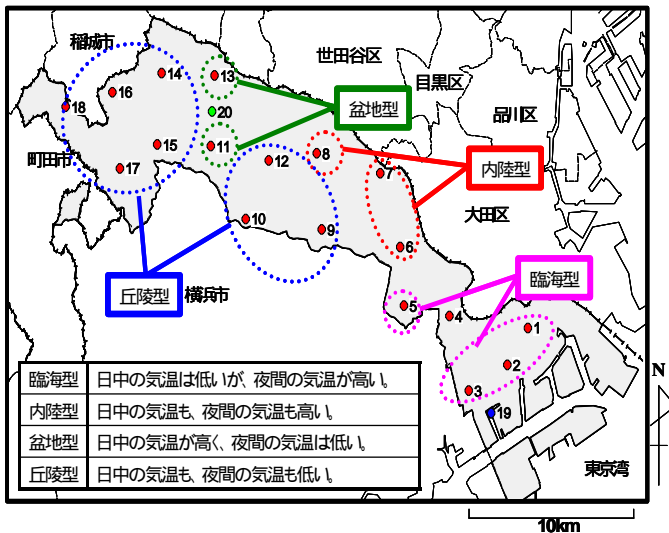 稲城市
世田谷区
目黒区
品川区
14
13
16
18
20
盆地型
町田市
15
11
17
12
8
7
内陸型
大田区
10
9
6
丘陵型
横浜市
臨海型
5
4
1
2
3
19
N
臨海型 日中の気温は低いが、夜間の気温が高い。
内陸型 日中の気温も、夜間の気温も高い。
盆地型 日中の気温が高く、夜間の気温は低い。
丘陵型 日中の気温も、夜間の気温も低い。
東京湾
10km